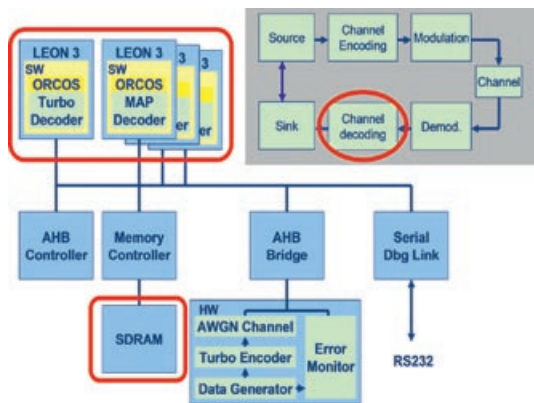 LEON 3
SW
ORCOS
Turbo
Decoder
LEON 3
SW
ORCOS
MAP
Decoder
3
3
er
er
Source
Channel
Encoding
Modulation
Channel
Sink
Channel
decoding
Demod.
AHB
Controller
Memory
Controller
AHB
Bridge
Serial
Dbg Link
SDRAM
HW
AWGN Channel
Turbo Encoder
Data Generator
Error
Monitor
RS232